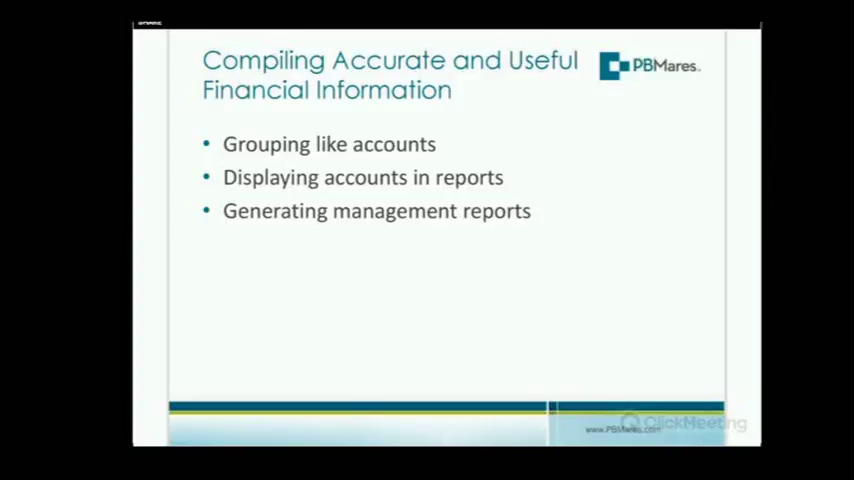 SHARE
Compiling Accurate and Useful
Financial Information
PBMares
• Grouping like accounts
• Displaying accounts in reports
• Generating management reports
ClickMeeting
www.PBMares.com